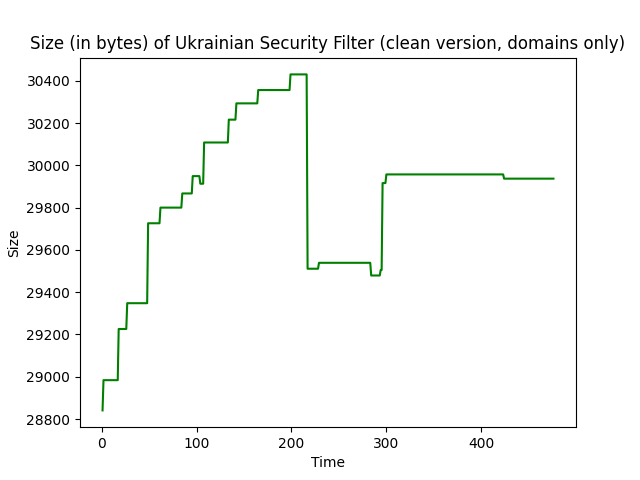 Size (in bytes) of Ukrainian Security Filter (clean version, domains only)
30400
30200
30000
29800
29600
29400
29200
29000
28800
Size
0 100 200 300 400
Time